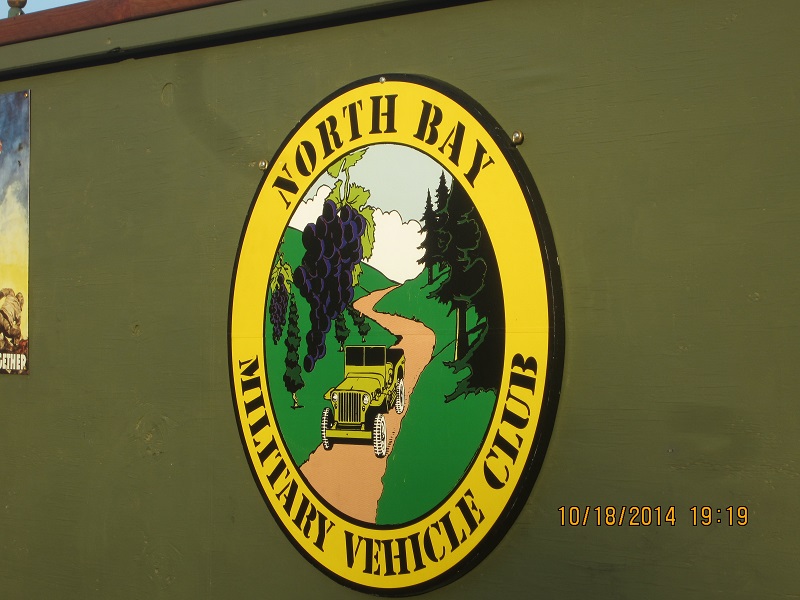 NORTH BAY
MILITARY VEHICLE CLUB
10/18/2014 19:19